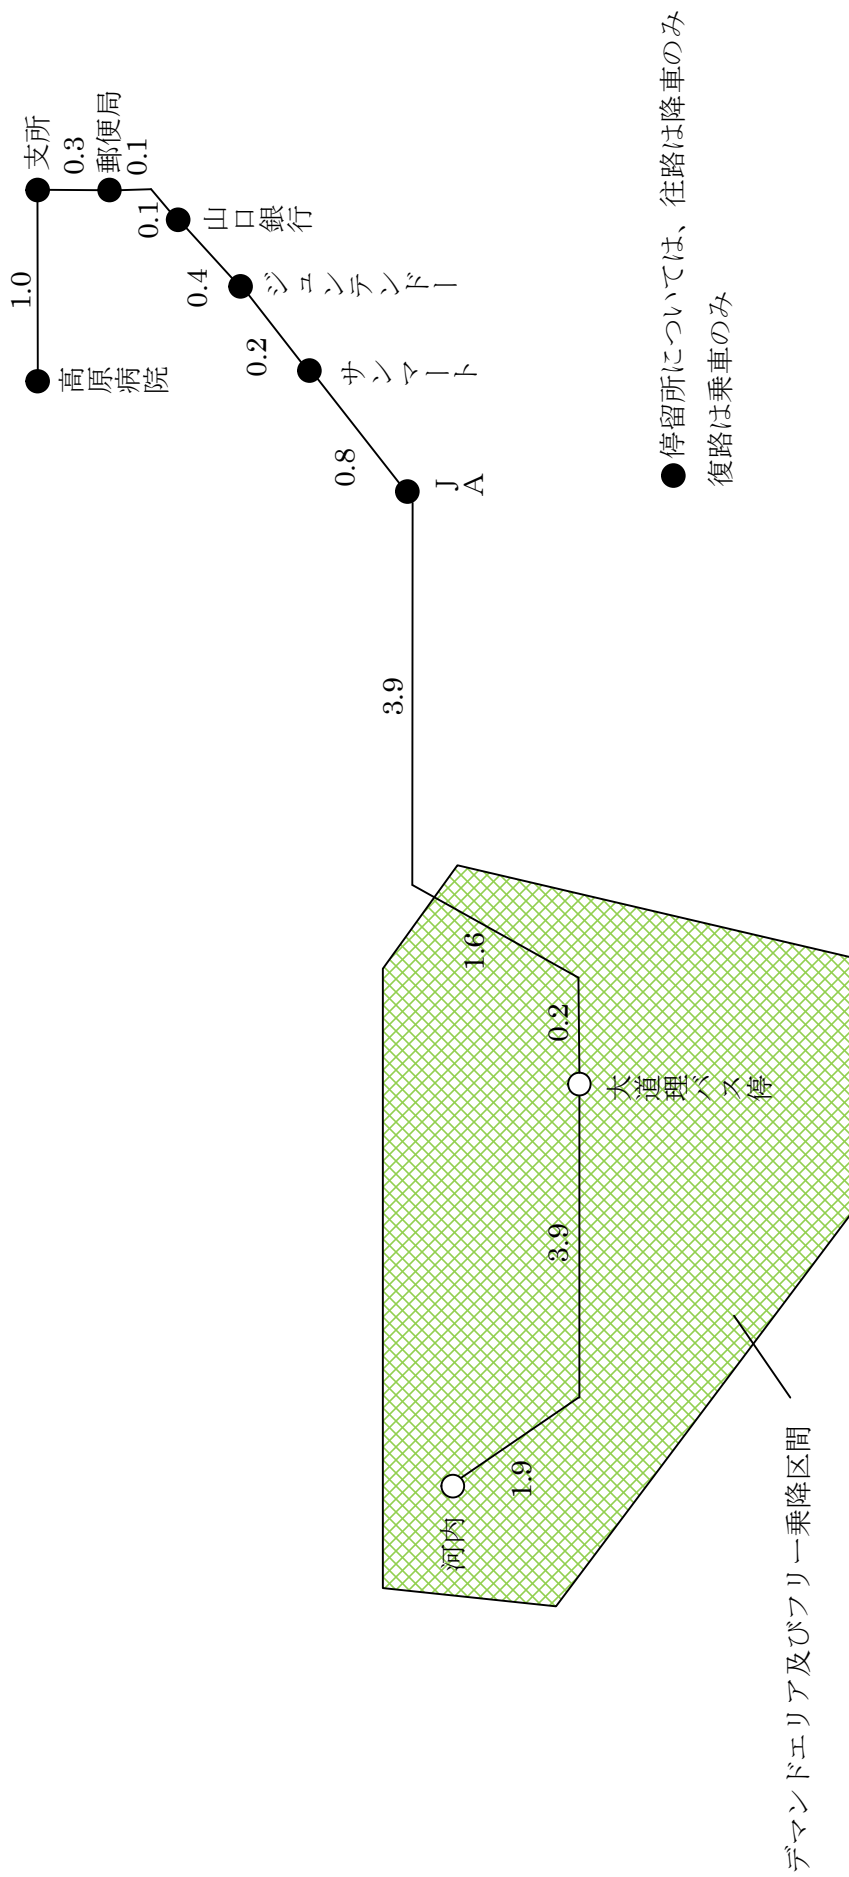 1.0
高原病院
支所
0.3
郵便局
0.1
0.1
山口銀行
0.4
ジュンテンドー
0.2
サンマート
0.8
JA
3.9
1.6
0.2
大道理バス停
3.9
1.9
河内
●停留所については、往路は降車のみ
復路は乗車のみ
デマンドエリア及びフリー乗降区間